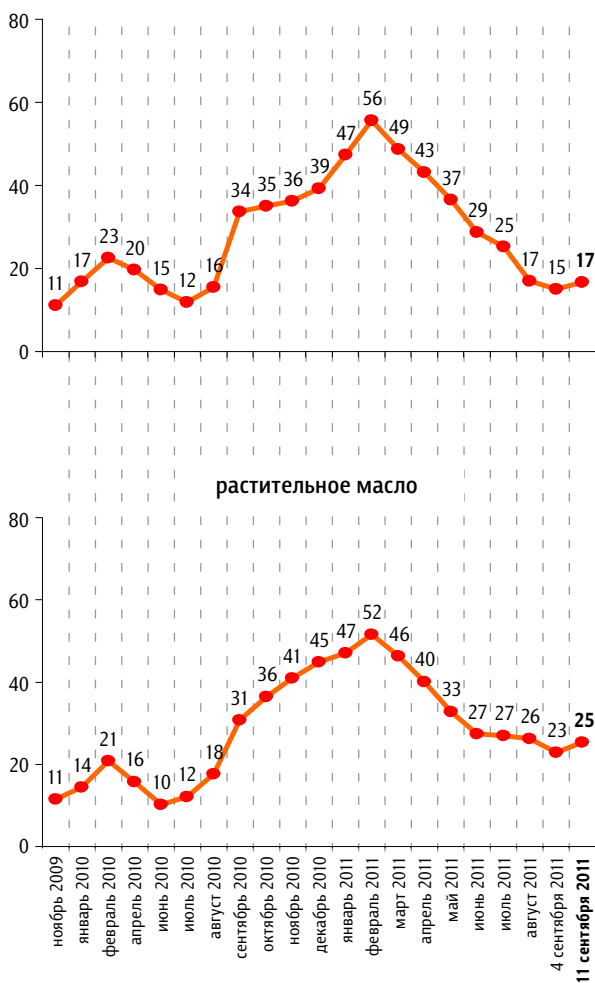 80
60
40
20
0
11 17 23 20 15 12 16 34 35 36 39 47 56 49 43 37 29 25 17 15 17
растительное масло
80
60
40
20
0
11 14 21 16 10 12 18 31 36 41 45 47 52 46 40 33 27 27 26 23 25
ноябрь 2009
январь 2010
февраль 2010
апрель 2010
июнь 2010
июль 2010
август 2010
сентябрь 2010
октябрь 2010
ноябрь 2010
декабрь 2010
январь 2011
февраль 2011
март 2011
апрель 2011
май 2011
июнь 2011
июль 2011
август 2011
4 сентября 2011
11 сентября 2011